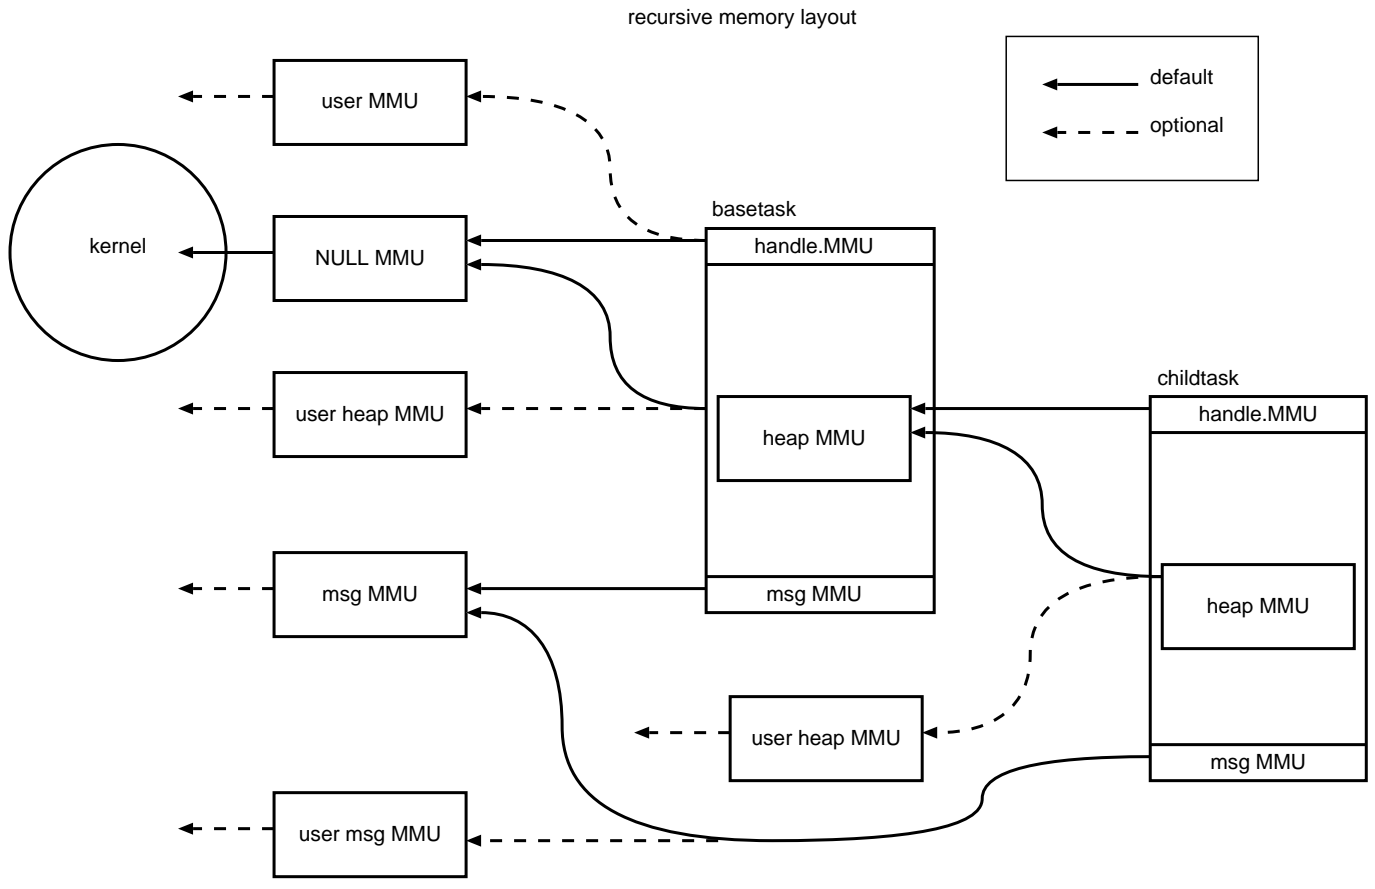 recursive memory layout
default
optional
user MMU
kernel
NULL MMU
basetask
handle.MMU
user heap MMU
heap MMU
childtask
handle.MMU
msg MMU
msg MMU
heap MMU
user heap MMU
msg MMU
user msg MMU